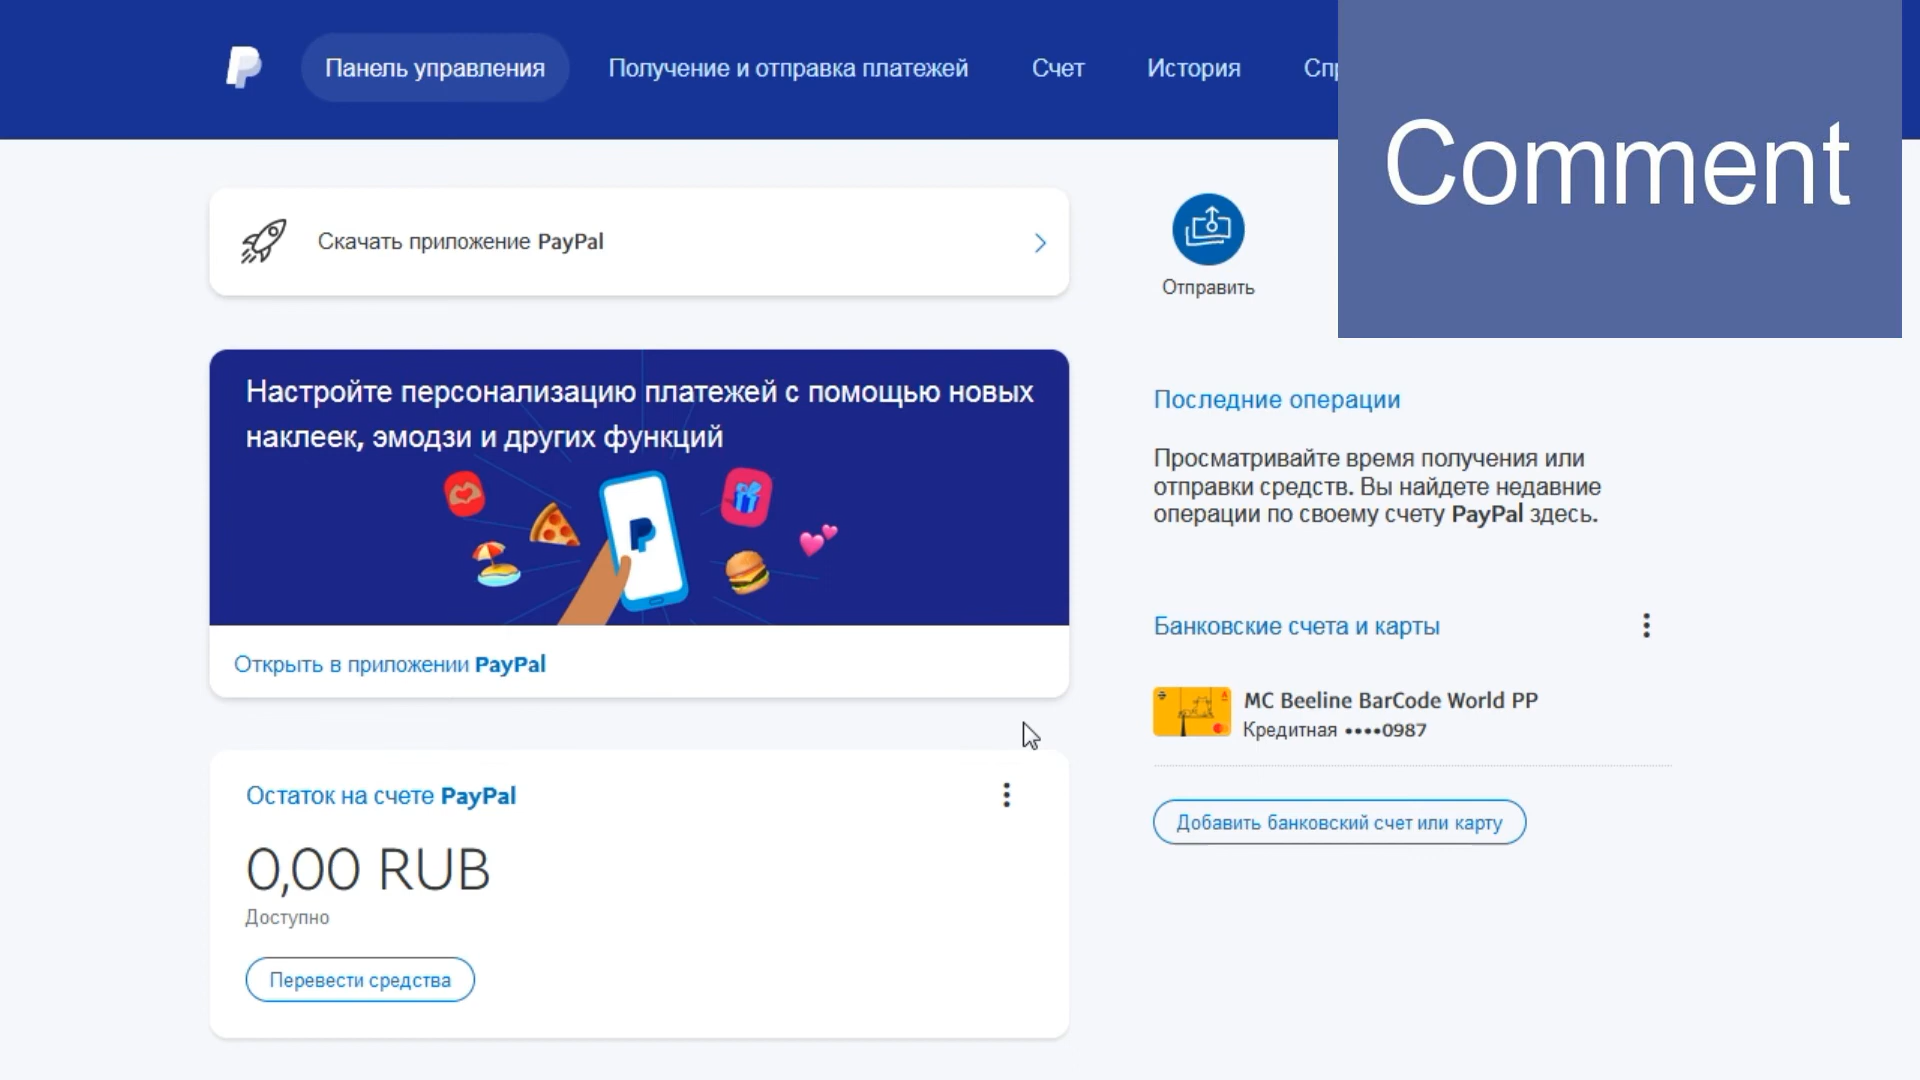 Панель управления
Получение и отправка платежей
Счет
История
Comment
Скачать приложение PayPal
Отправить
Настройте персонализацию платежей с помощью новых
наклеек, эмодзи и других функций
Открыть в приложении PayPal
Остаток на счете PayPal
0,00 RUB
Доступно
Перевести средства
Последние операции
Просматривайте время получения или
отправки средств. Вы найдете недавние
операции по своему счету PayPal здесь.
Банковские счета и карты
MC Beeline BarCode World PP
Кредитная ••••0987
Добавить банковский счет или карту